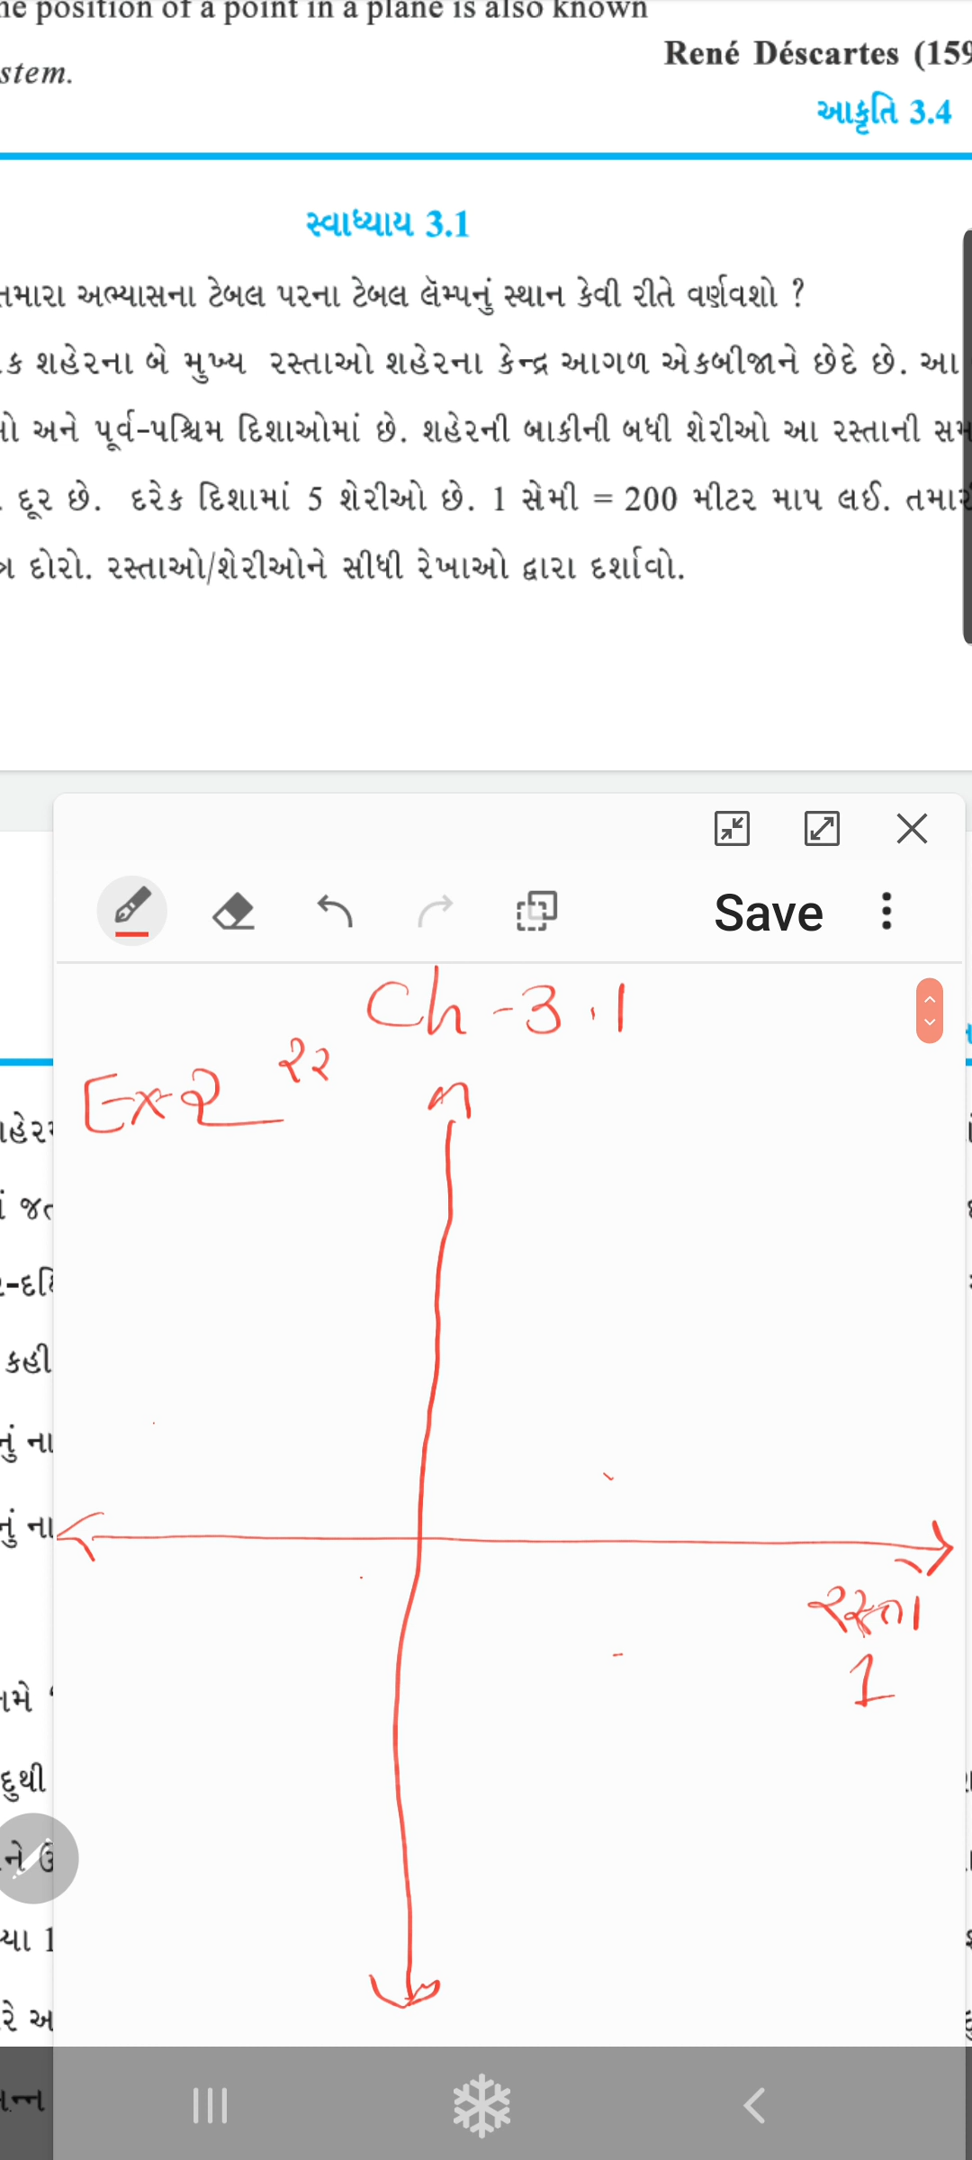 position of a point in a plane is also known
stem.
René Déscartes (159
આકૃતિ 3.4
સ્વાધ્યાય 3.1
તમારા અભ્યાસના ટેબલ પરના ટેબલ લૅમ્પનું સ્થાન કેવી રીતે વર્ણવશો ?
ક શહેરના બે મુખ્ય રસ્તાઓ શહેરના કેન્દ્ર આગળ એકબીજાને છેદે છે. આ
અને પૂર્વ-પશ્ચિમ દિશાઓમાં છે. શહેરની બાકીની બધી શેરીઓ આ રસ્તાની
દૂર છે. દરેક દિશામાં 5 શેરીઓ છે. 1 સેમી = 200 મીટર માપ લઈ. તમારી
દોરો. રસ્તાઓ/શેરીઓને સીધી રેખાઓ દ્વારા દર્શાવો.
Save
Ch-3.1
Ex-2
કહી
નું ના
નું ના
રસ્તા
1
દુથી
યા 1
રે અ